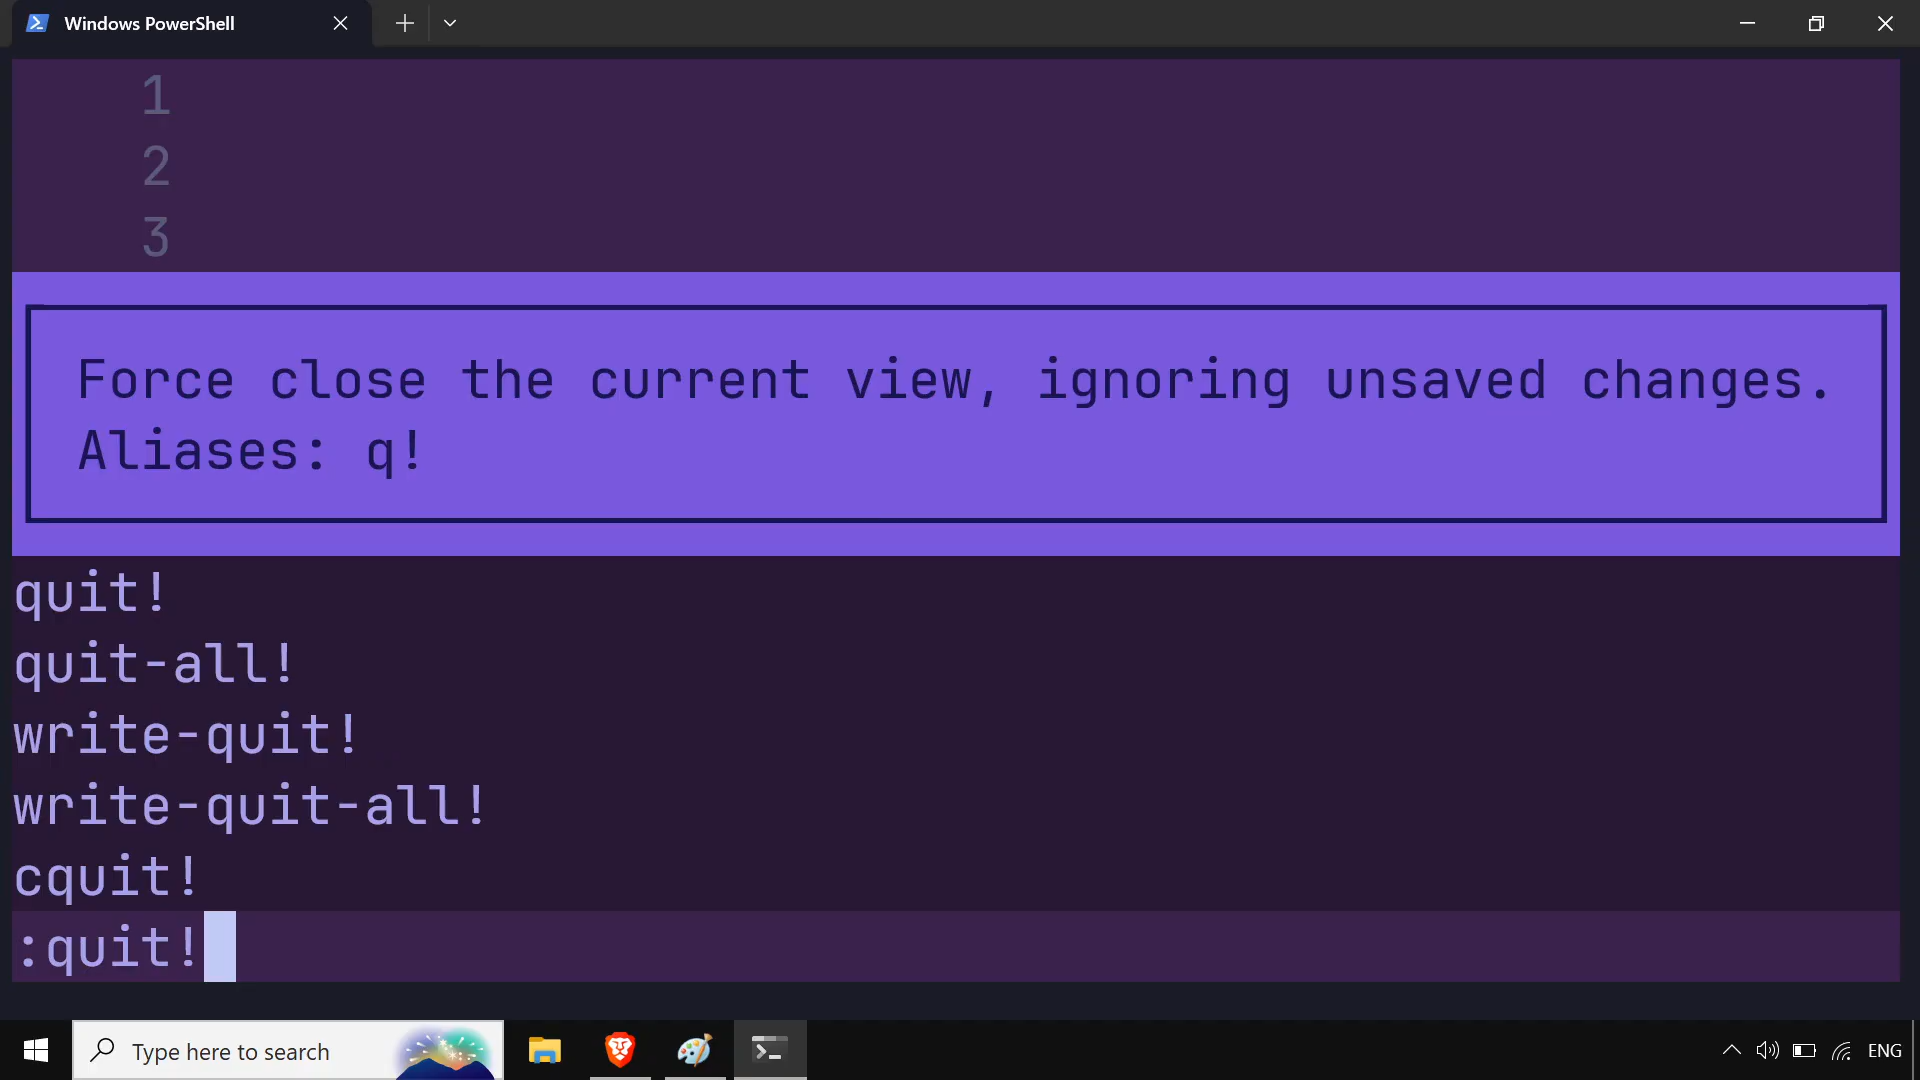 Windows PowerShell
1
2
3
Force close the current view, ignoring unsaved changes.
Aliases: q!
quit!
quit-all!
write-quit!
write-quit-all!
cquit!
:quit!
Type here to search
ENG